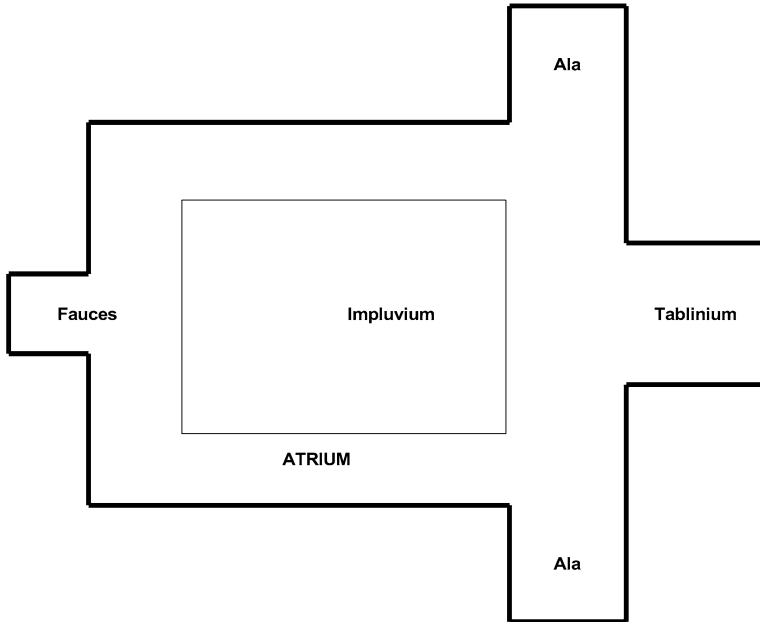 Ala
Fauces
Impluvium
Tablinium
ATRIUM
Ala